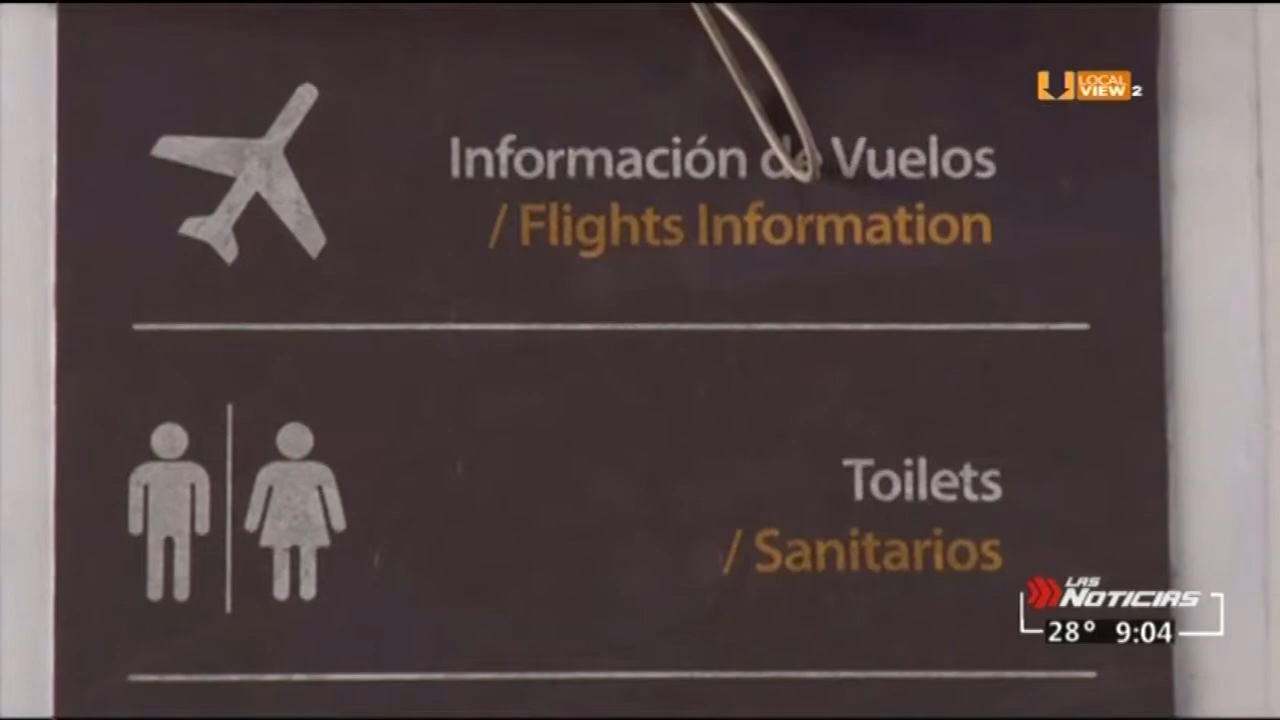 LOCAL
VIEW 2
Información de Vuelos
/ Flights Information
Toilets
/ Sanitarios
LAS
NOTICIAS
28° 9:04